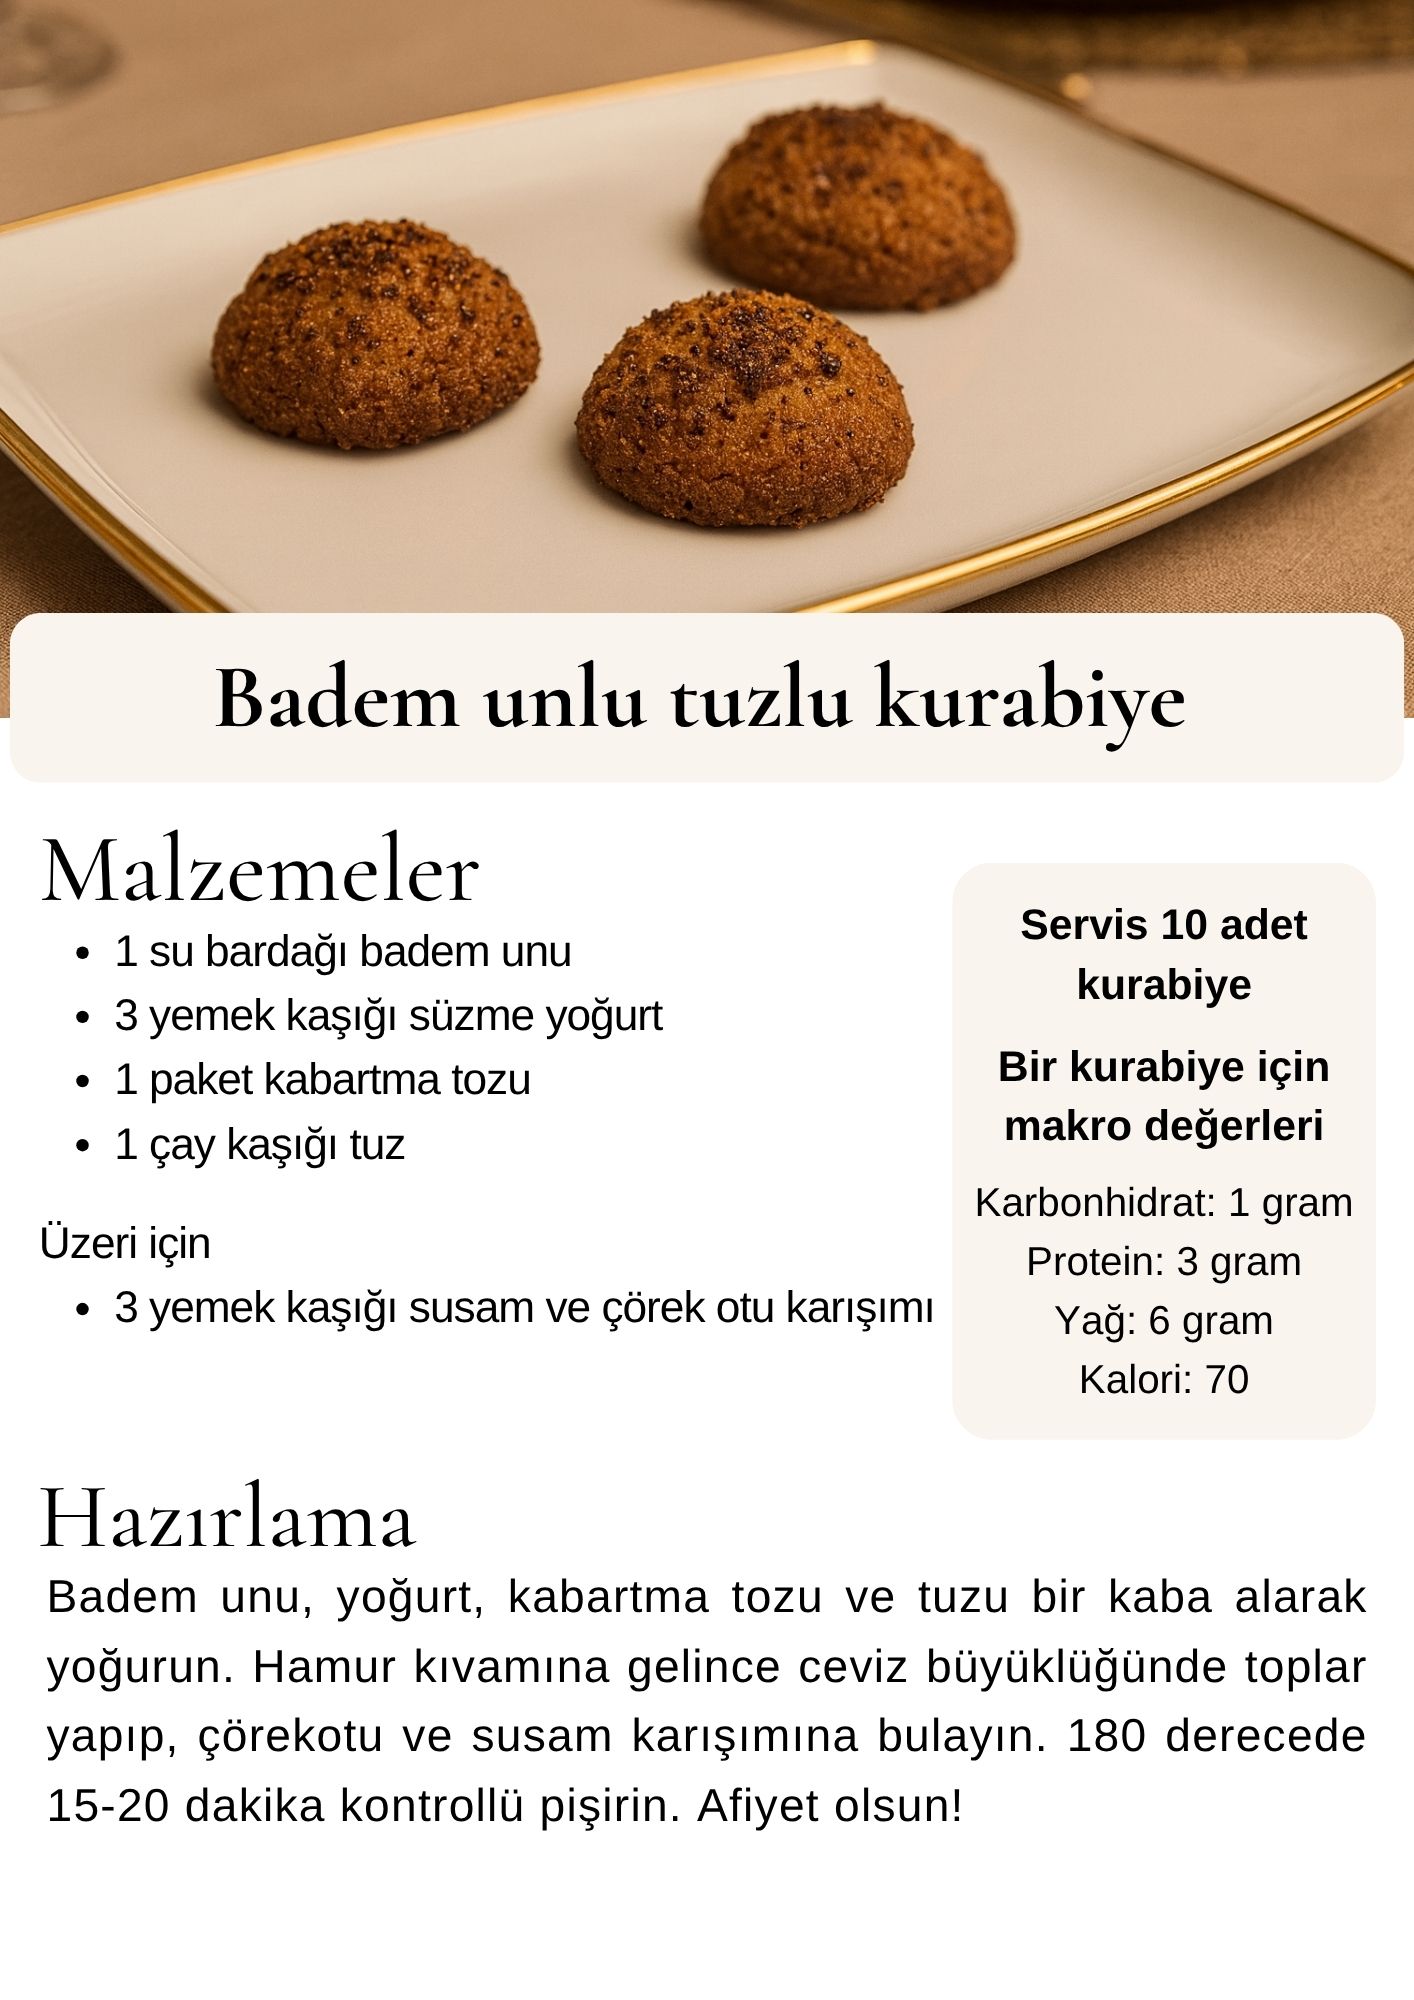 Badem unlu tuzlu kurabiye
Malzemeler
• 1 su bardağı badem unu
• 3 yemek kaşığı süzme yoğurt
• 1 paket kabartma tozu
• 1 çay kaşığı tuz
Üzeri için
• 3 yemek kaşığı susam ve çörek otu karışımı
Servis 10 adet
kurabiye
Bir kurabiye için
makro değerleri
Karbonhidrat: 1 gram
Protein: 3 gram
Yağ: 6 gram
Kalori: 70
Hazırlama
Badem unu, yoğurt, kabartma tozu ve tuzu bir kaba alarak
yoğurun. Hamur kıvamına gelince ceviz büyüklüğünde toplar
yapıp, çörekotu ve susam karışımına bulayın. 180 derecede
15-20 dakika kontrollü pişirin. Afiyet olsun!